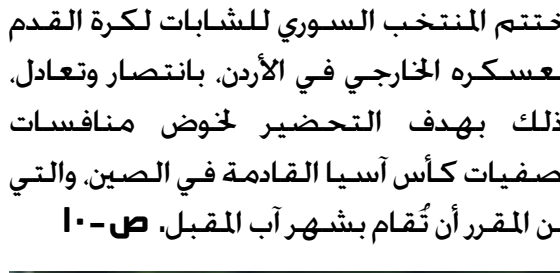 ختتم المنتخب السوري للشابات لكرة القدم
عسكره الخارجي في الأردن، بانتصار وتعادل،
ذلك بهدف التحضير لخوض منافسات
صفيات كأس آسيا القادمة في الصين، والتي
ن المقرر أن تُقام بشهر آب المقبل. ص-١٠